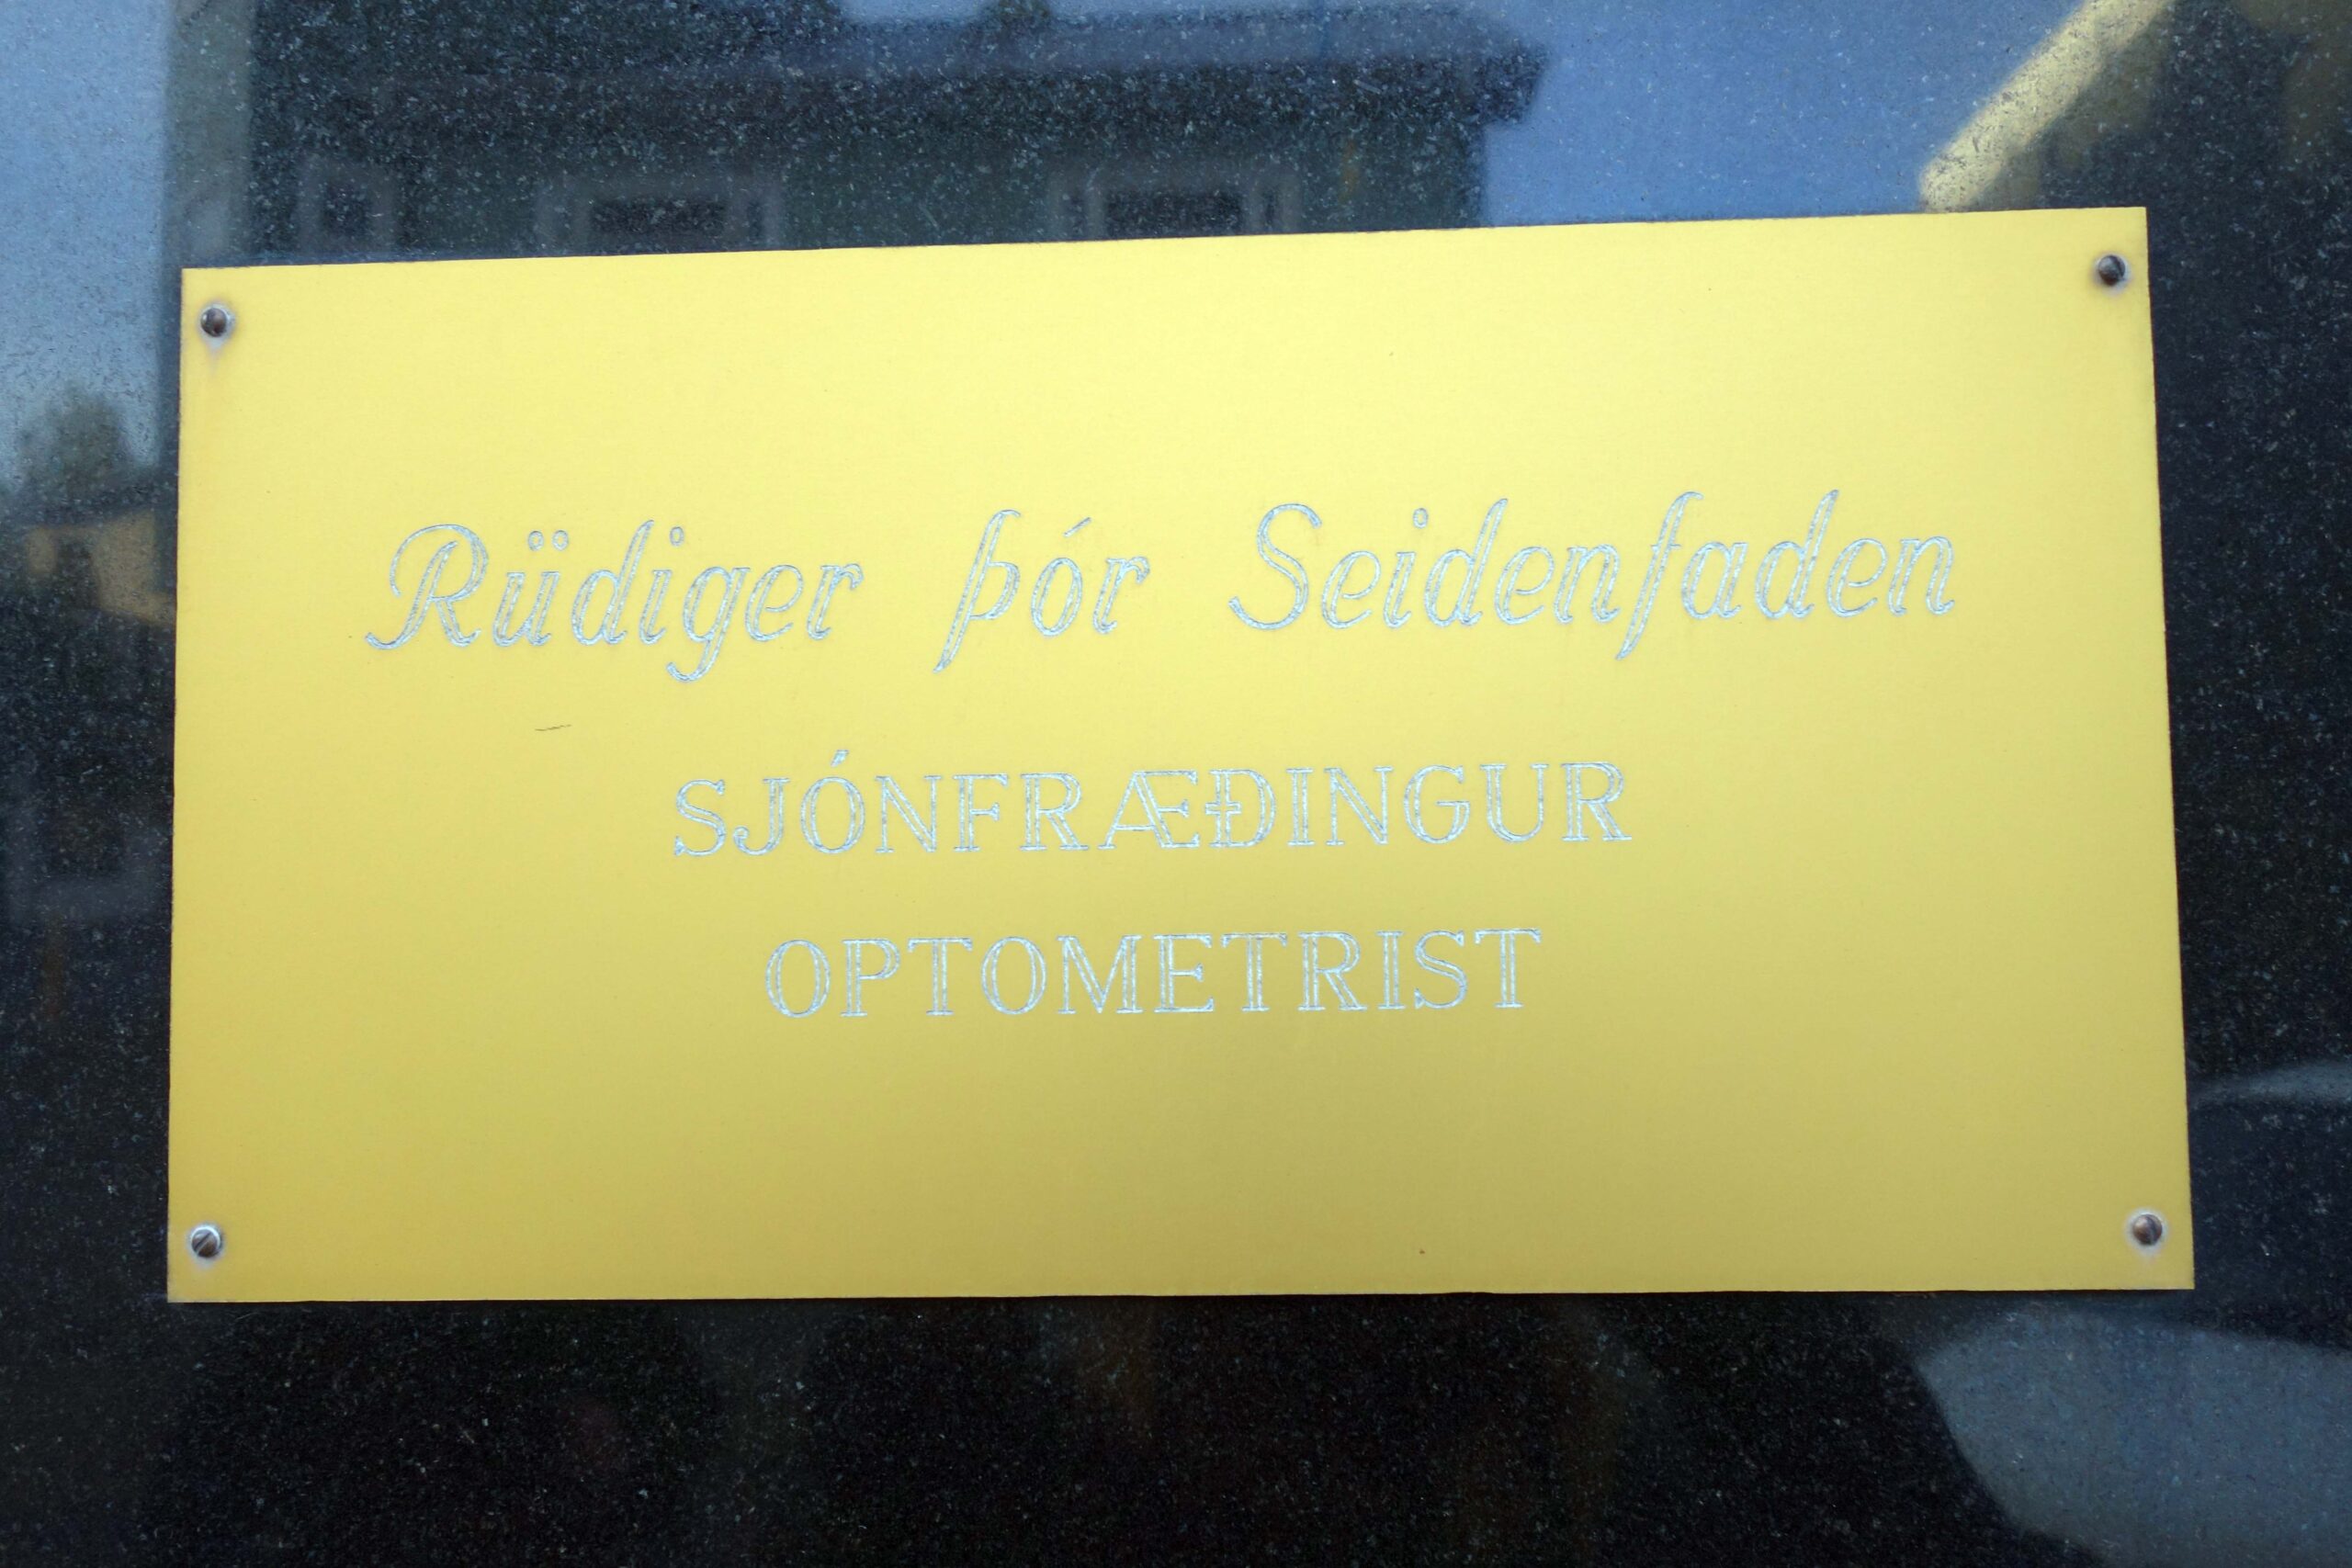 Rüdiger þór Seidenfaden
SJÓNFRÆÐINGUR
OPTOMETRIST